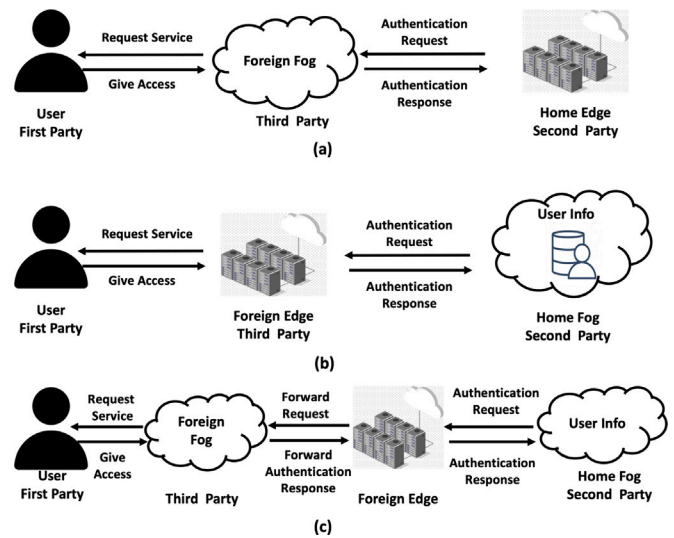 Request Service
Give Access
User
First Party
Foreign Fog
Third Party
Authentication
Request
Authentication
Response
Home Edge
Second Party
(a)
Request Service
Give Access
User
First Party
Foreign Edge
Third Party
Authentication
Request
Authentication
Response
User Info
Home Fog
Second Party
(b)
Request
Service
Give
Access
User
First Party
Foreign
Fog
Third Party
Forward
Request
Forward
Authentication
Response
Foreign Edge
Authentication
Request
Authentication
Response
User Info
Home Fog
Second Party
(c)